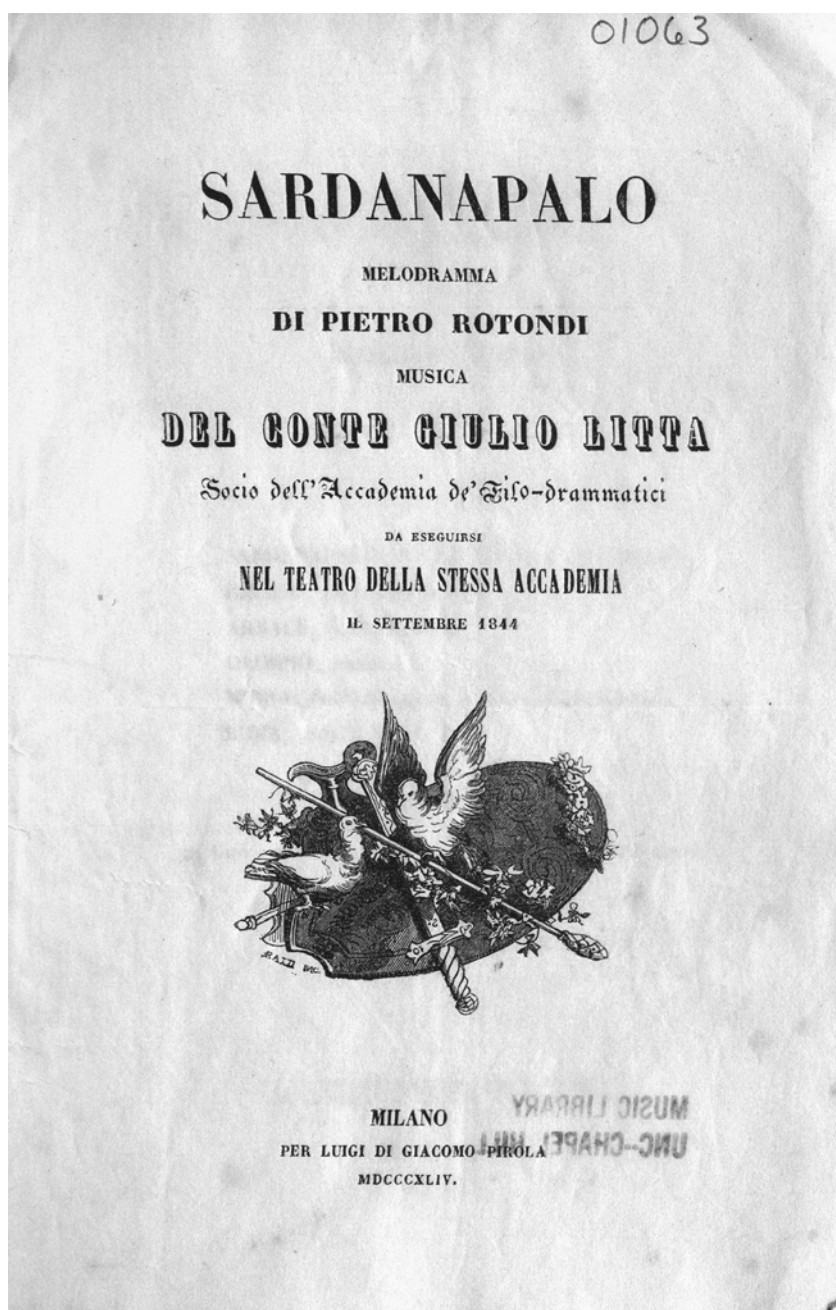 01063
SARDANAPALO
MELODRAMMA
DI PIETRO ROTONDI
MUSICA
DEL CONTE GIULIO LITTA
Socio dell'Accademia de' Filo-drammatici
DA ESEGUIRSI
NEL TEATRO DELLA STESSA ACCADEMIA
IL SETTEMBRE 1844
MILANO
PER LUIGI DI GIACOMO PIROLA
MDCCCXLIV.
MUSIC LIBRARY
UNC-CHAPEL HILL